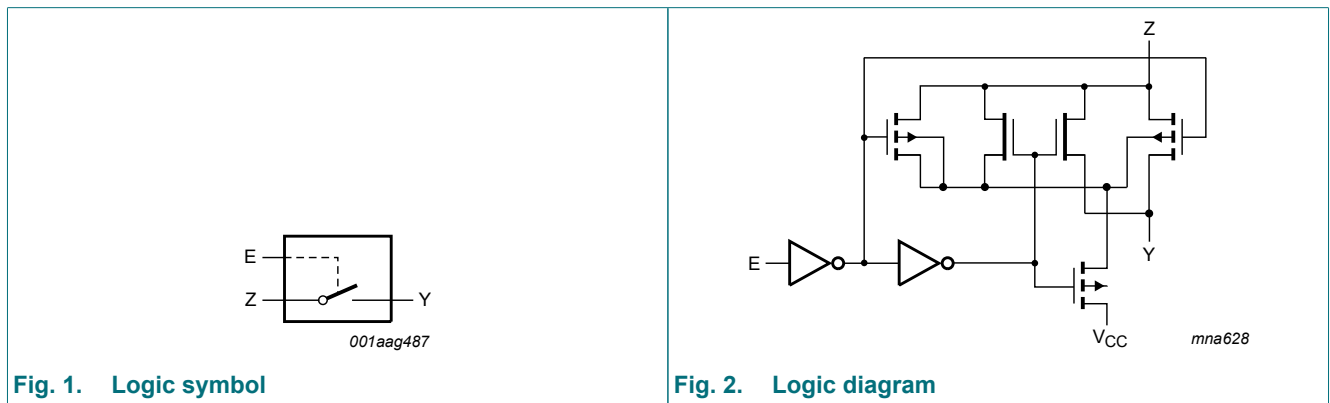 E
Z
Y
001aag487
Fig. 1. Logic symbol
Z
E
Y
VCC
mna628
Fig. 2. Logic diagram